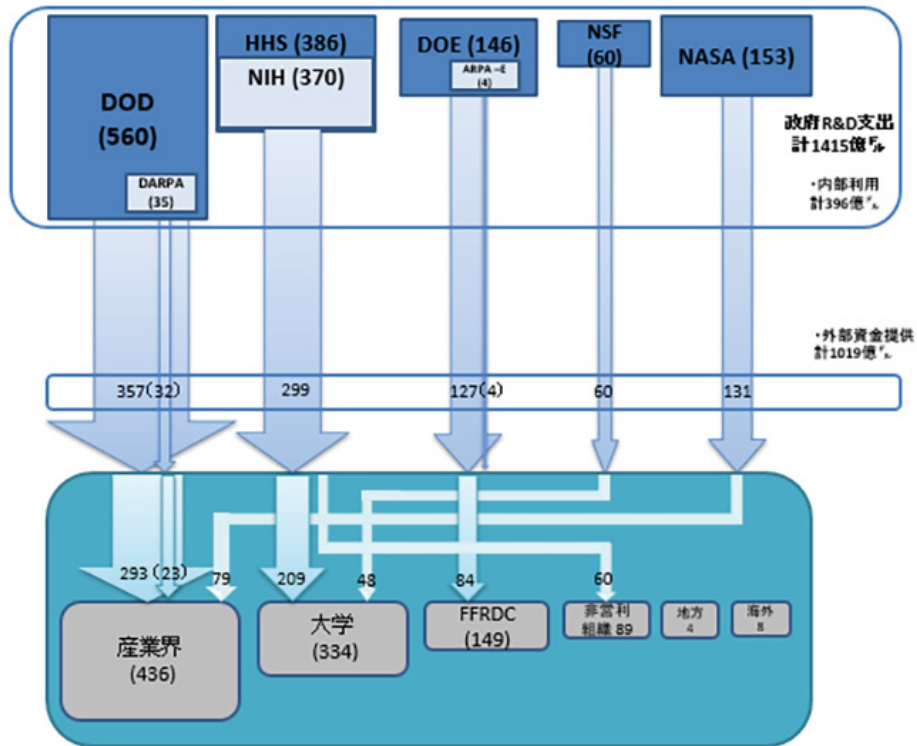 DOD
(560)
DARPA
(35)
HHS (386)
NIH (370)
DOE (146)
ARPA-E
(4)
NSF
(60)
NASA (153)
政府R&D支出
計1415億㌦
・内部利用
計396億㌦
・外部資金提供
計1019億㌦
357(32)
299
127(4)
60
131
293(23)
79
209
48
84
60
産業界
(436)
大学
(334)
FFRDC
(149)
非営利
組織 89
地方
4
海外
8